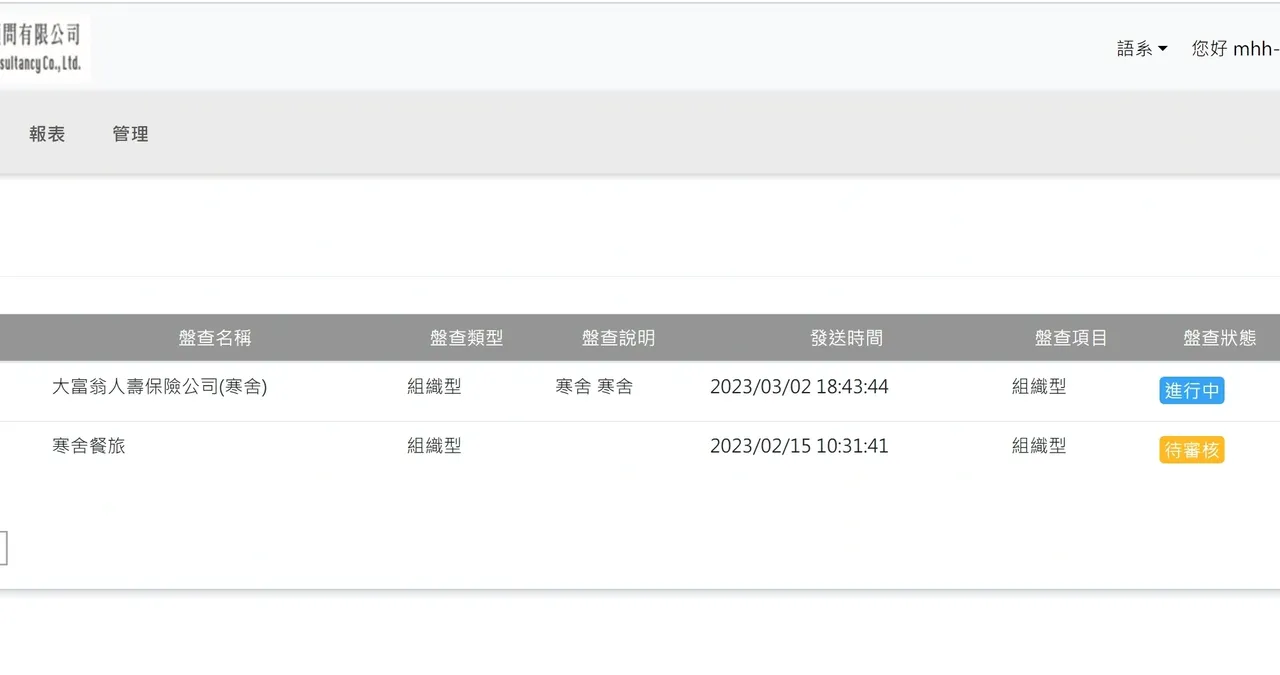 問有限公司
sultancy Co., Ltd.
語系 您好 mhh-
報表 管理
盤查名稱 盤查類型 盤查說明 發送時間 盤查項目 盤查狀態
大富翁人壽保險公司(寒舍) 組織型 寒舍 寒舍 2023/03/02 18:43:44 組織型 進行中
寒舍餐旅 組織型 2023/02/15 10:31:41 組織型 待審核